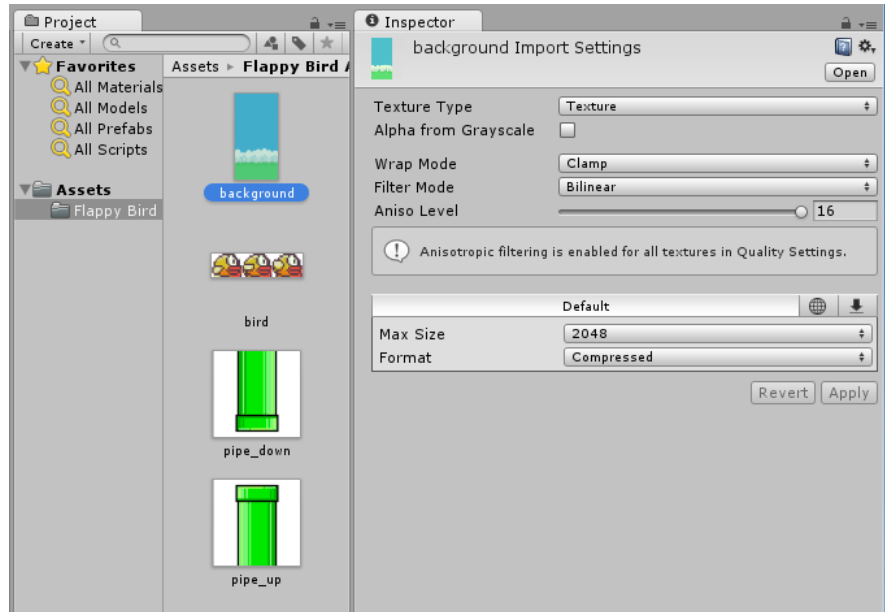 Project
Create
Favorites
All Materials
All Models
All Prefabs
All Scripts
Assets
Flappy Bird
Assets ▸ Flappy Bird
background
bird
pipe_down
pipe_up
Inspector
background Import Settings
Open
Texture Type Texture
Alpha from Grayscale
Wrap Mode Clamp
Filter Mode Bilinear
Aniso Level 16
Anisotropic filtering is enabled for all textures in Quality Settings.
Default
Max Size 2048
Format Compressed
Revert Apply